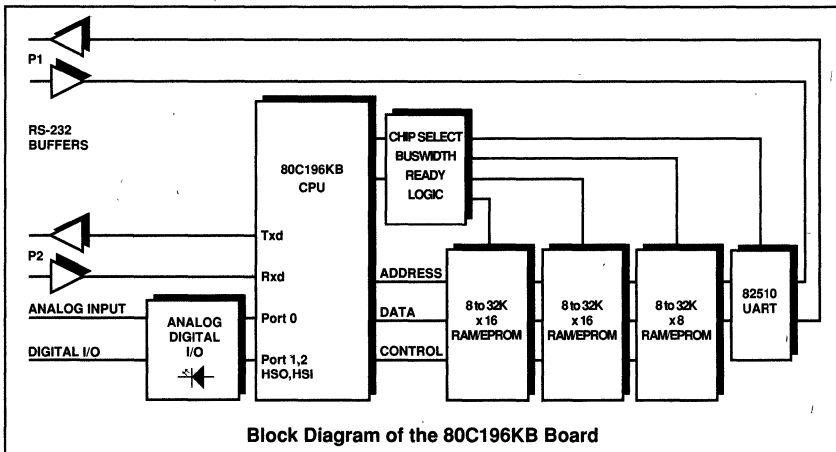 P1
RS-232
BUFFERS
80C196KB
CPU
CHIP SELECT
BUSWIDTH
READY
LOGIC
Txd
P2
Rxd
ADDRESS
8 to 32K
x 16
RAM/EPROM
8 to 32K
x 16
RAM/EPROM
8 to 32K
x 8
RAM/EPROM
82510
UART
ANALOG INPUT
ANALOG
DIGITAL
I/O
Port 0
DATA
DIGITAL I/O
Port 1,2
HSO,HSI
CONTROL
Block Diagram of the 80C196KB Board